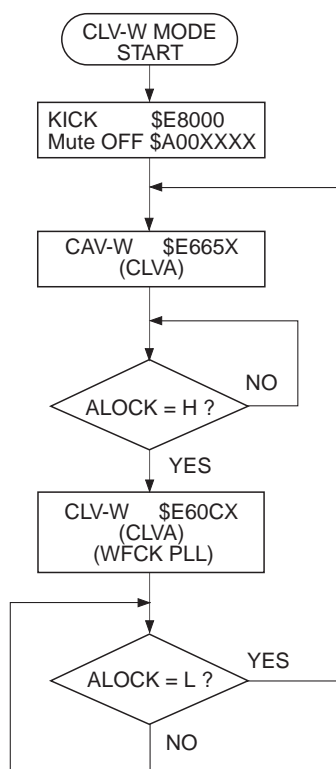 CLV-W MODE
START
KICK $E8000
Mute OFF $A00XXXX
CAV-W $E665X
(CLVA)
NO
ALOCK = H ?
YES
CLV-W $E60CX
(CLVA)
(WFCK PLL)
YES
ALOCK = L ?
NO